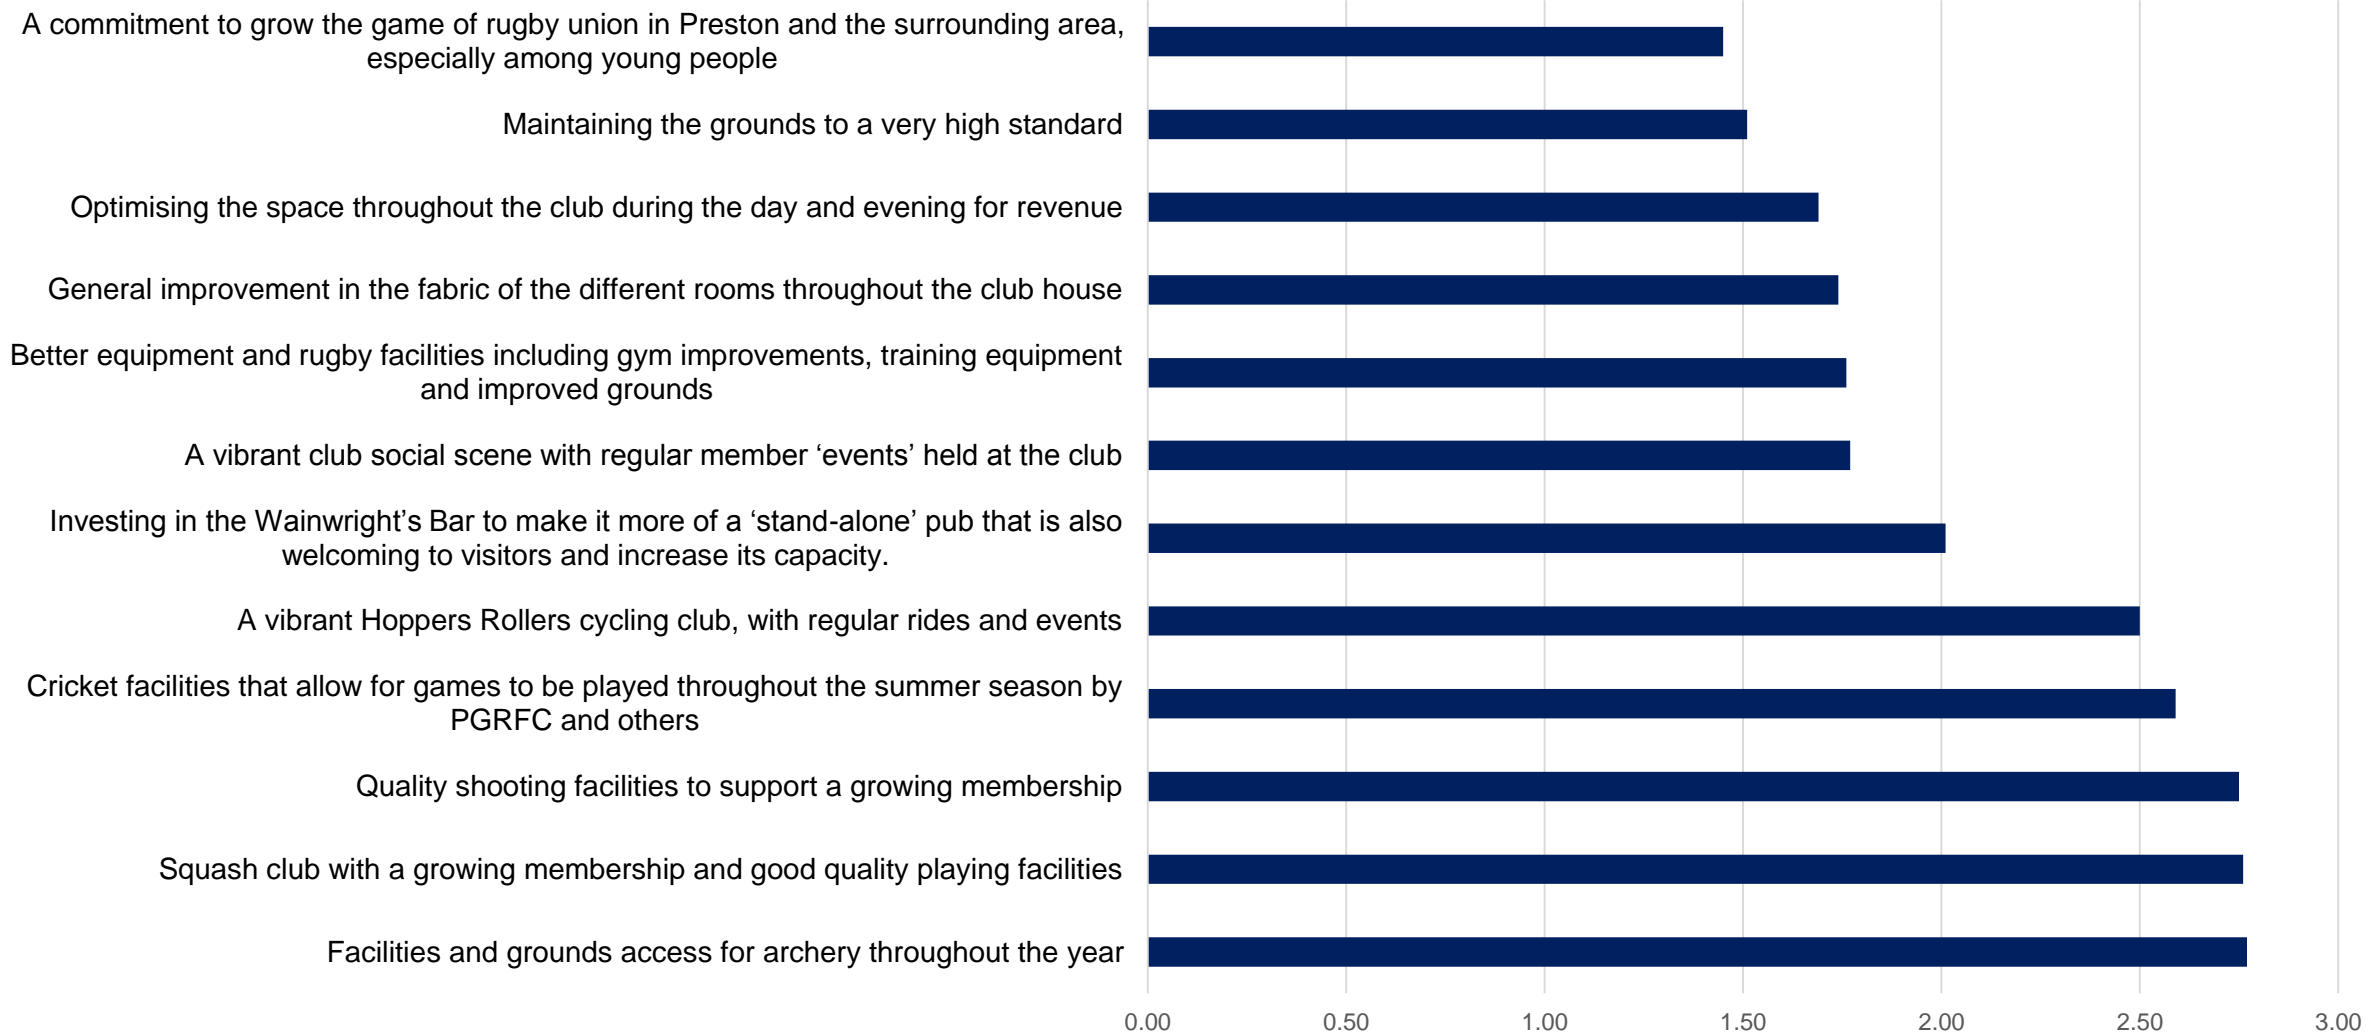 A commitment to grow the game of rugby union in Preston and the surrounding area,
especially among young people
Maintaining the grounds to a very high standard
Optimising the space throughout the club during the day and evening for revenue
General improvement in the fabric of the different rooms throughout the club house
Better equipment and rugby facilities including gym improvements, training equipment
and improved grounds
A vibrant club social scene with regular member ‘events’ held at the club
Investing in the Wainwright’s Bar to make it more of a ‘stand-alone’ pub that is also
welcoming to visitors and increase its capacity.
A vibrant Hoppers Rollers cycling club, with regular rides and events
Cricket facilities that allow for games to be played throughout the summer season by
PGRFC and others
Quality shooting facilities to support a growing membership
Squash club with a growing membership and good quality playing facilities
Facilities and grounds access for archery throughout the year
0.00 0.50 1.00 1.50 2.00 2.50 3.00